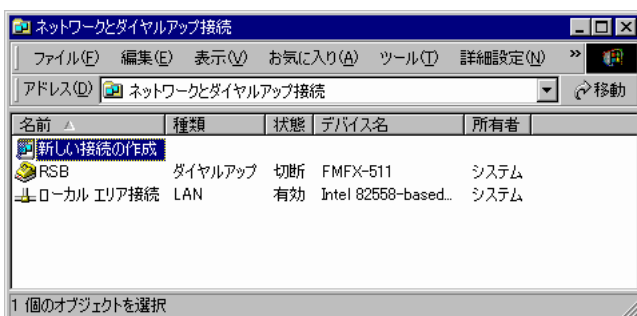 ネットワークとダイヤルアップ接続
ファイル(F) 編集(E) 表示(V) お気に入り(A) ツール(T) 詳細設定(N) »
アドレス(D) ネットワークとダイヤルアップ接続 移動
名前 種類 状態 デバイス名 所有者
新しい接続の作成
RSB ダイヤルアップ 切断 FMFX-511 システム
ローカル エリア接続 LAN 有効 Intel 82558-based... システム
1 個のオブジェクトを選択